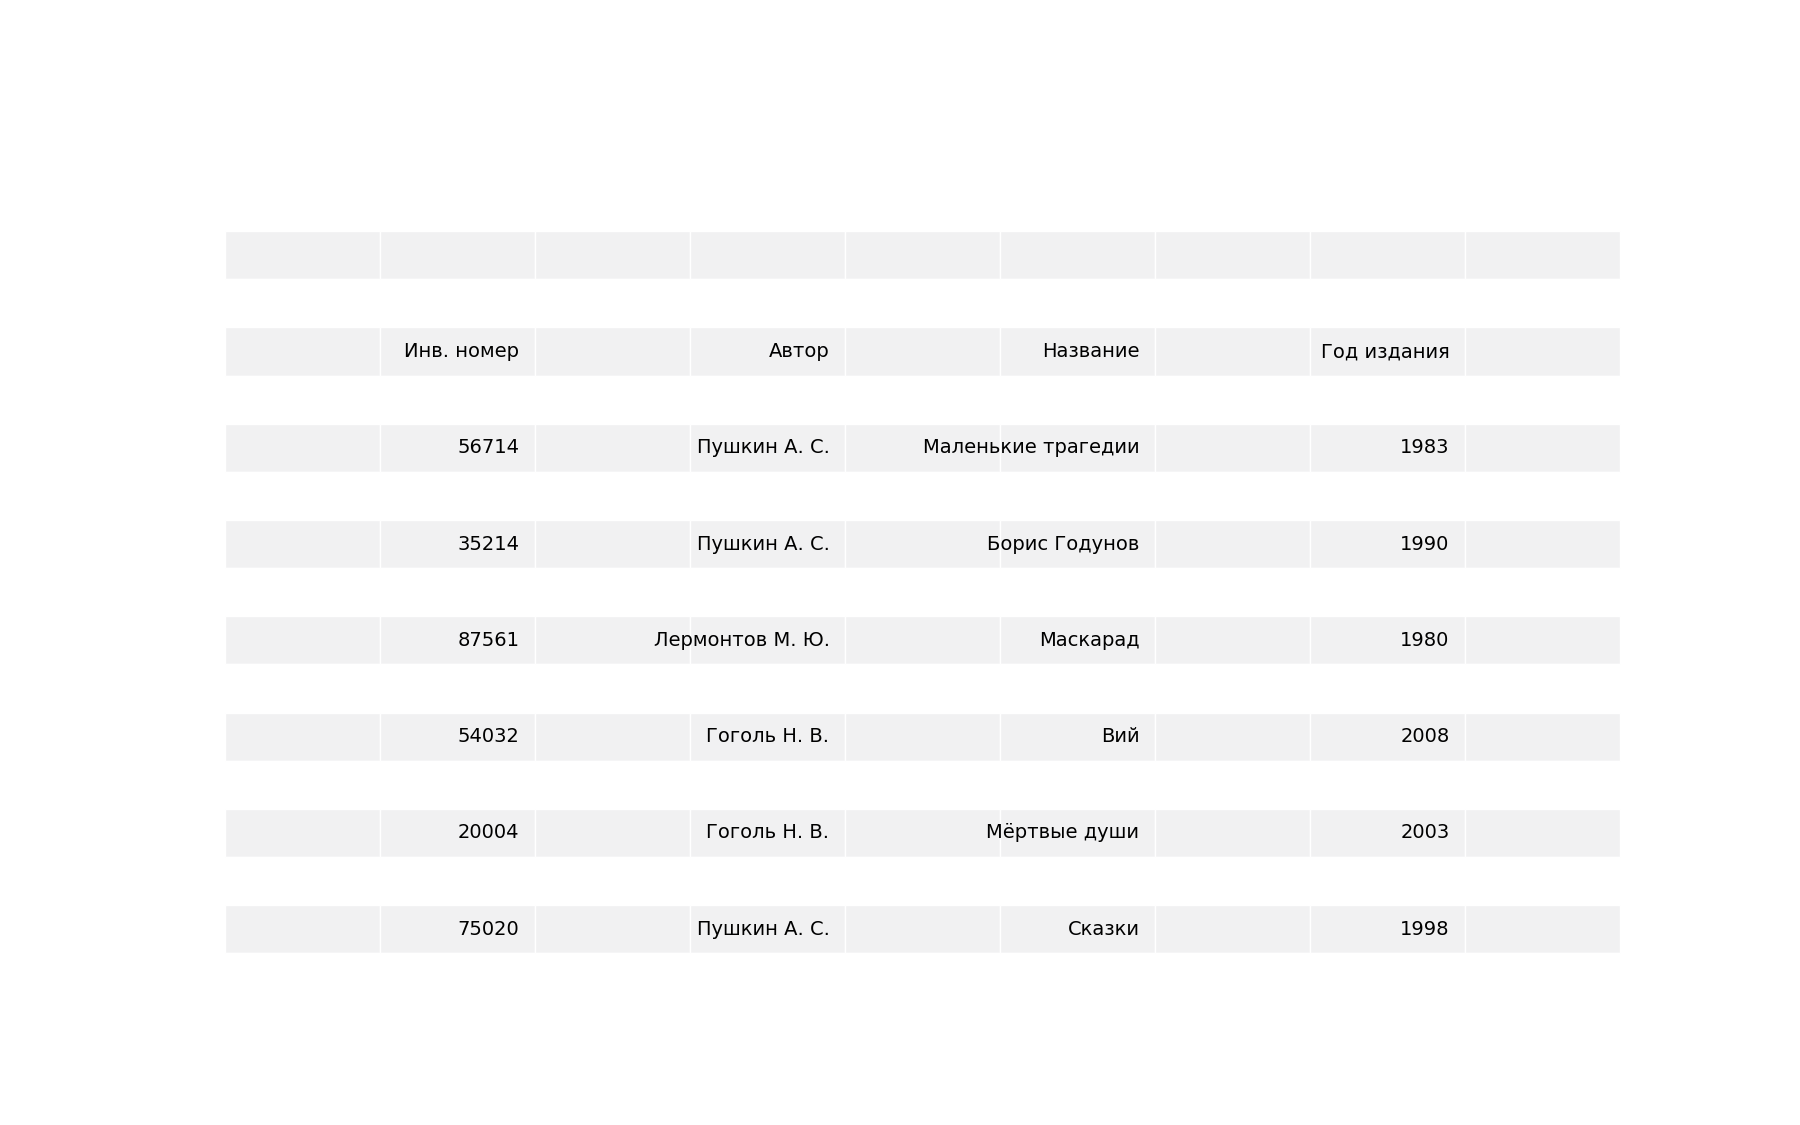 Инв. номер Автор Название Год издания
56714 Пушкин А. С. Маленькие трагедии 1983
35214 Пушкин А. С. Борис Годунов 1990
87561 Лермонтов М. Ю. Маскарад 1980
54032 Гоголь Н. В. Вий 2008
20004 Гоголь Н. В. Мёртвые души 2003
75020 Пушкин А. С. Сказки 1998